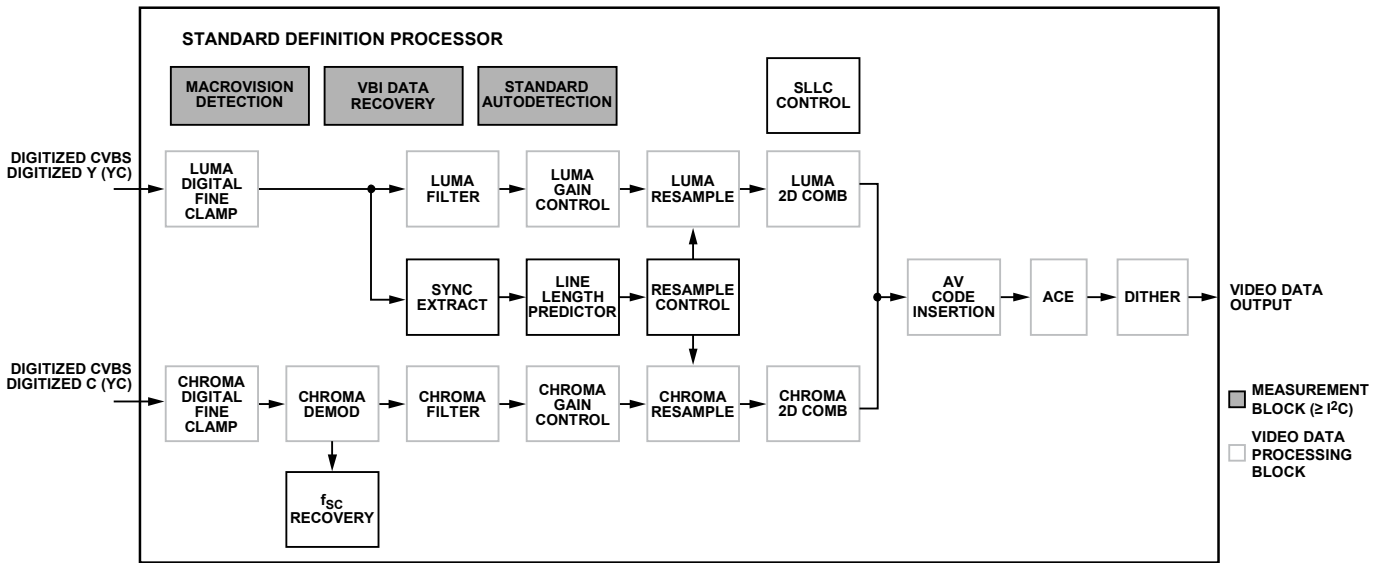 STANDARD DEFINITION PROCESSOR
MACROVISION
DETECTION
VBI DATA
RECOVERY
STANDARD
AUTODETECTION
SLLC
CONTROL
DIGITIZED CVBS
DIGITIZED Y (YC)
LUMA
DIGITAL
FINE
CLAMP
LUMA
FILTER
LUMA
GAIN
CONTROL
LUMA
RESAMPLE
LUMA
2D COMB
SYNC
EXTRACT
LINE
LENGTH
PREDICTOR
RESAMPLE
CONTROL
AV
CODE
INSERTION
ACE
DITHER
VIDEO DATA
OUTPUT
DIGITIZED CVBS
DIGITIZED C (YC)
CHROMA
DIGITAL
FINE
CLAMP
CHROMA
DEMOD
CHROMA
FILTER
CHROMA
GAIN
CONTROL
CHROMA
RESAMPLE
CHROMA
2D COMB
fSC
RECOVERY
MEASUREMENT
BLOCK (≥ I²C)
VIDEO DATA
PROCESSING
BLOCK